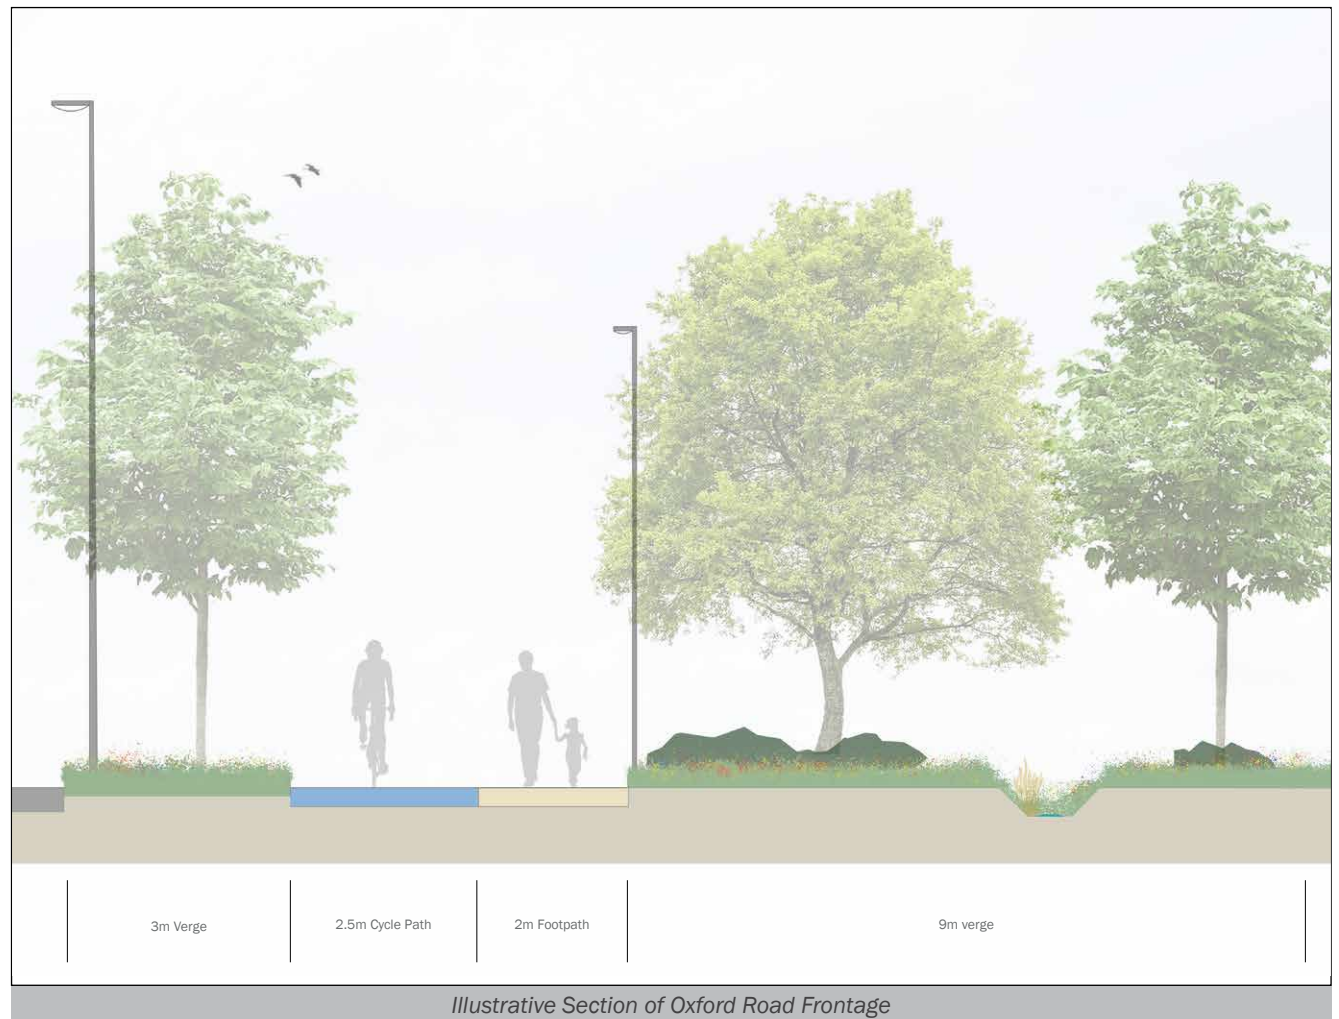 3m Verge
2.5m Cycle Path
2m Footpath
9m verge
Illustrative Section of Oxford Road Frontage